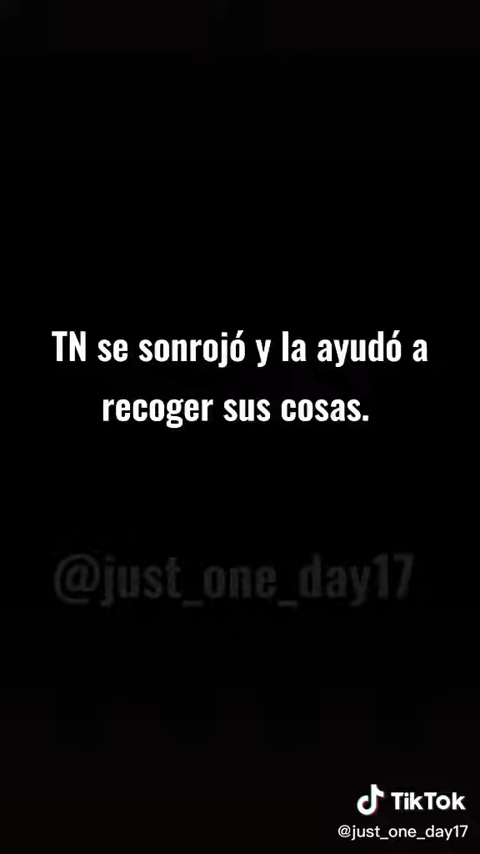 TN se sonrojó y la ayudó a
recoger sus cosas.
@just_one_day17
TikTok
@just_one_day17